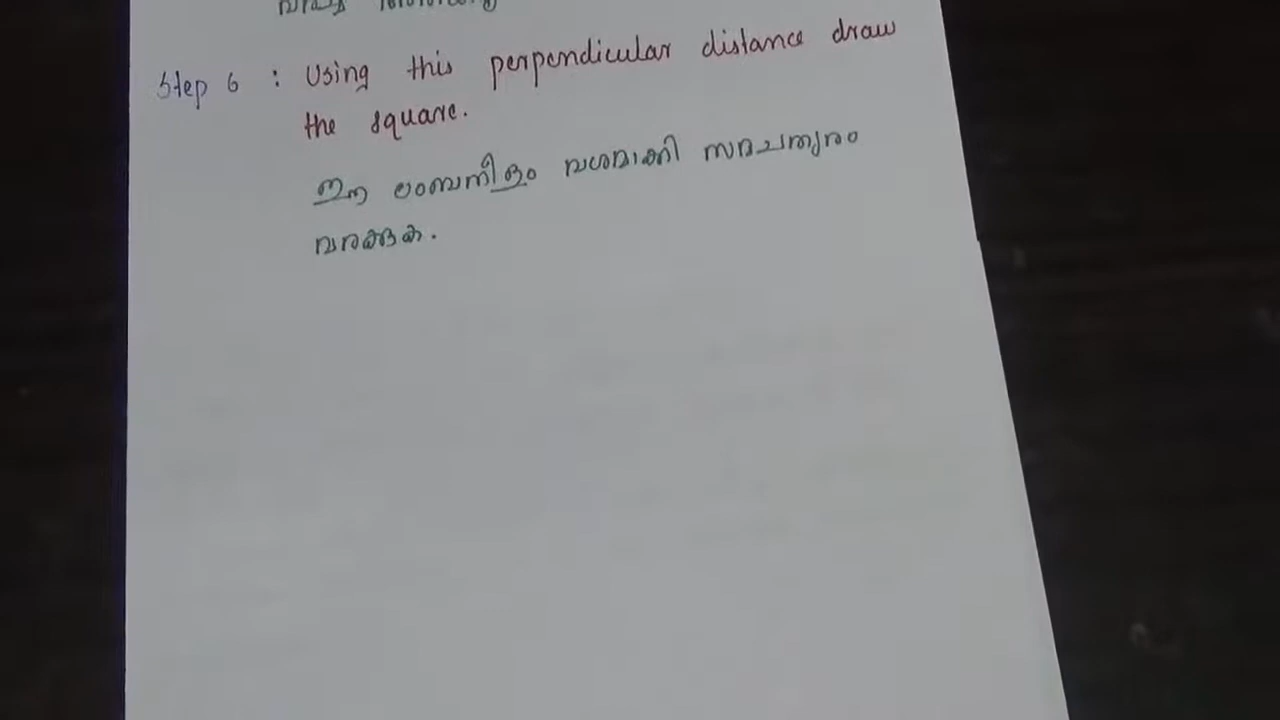 Step 6 : Using this perpendicular distance draw
the square.
ഈ ലംബനീളം വശമാക്കി സമചതുരം
വരക്കുക.